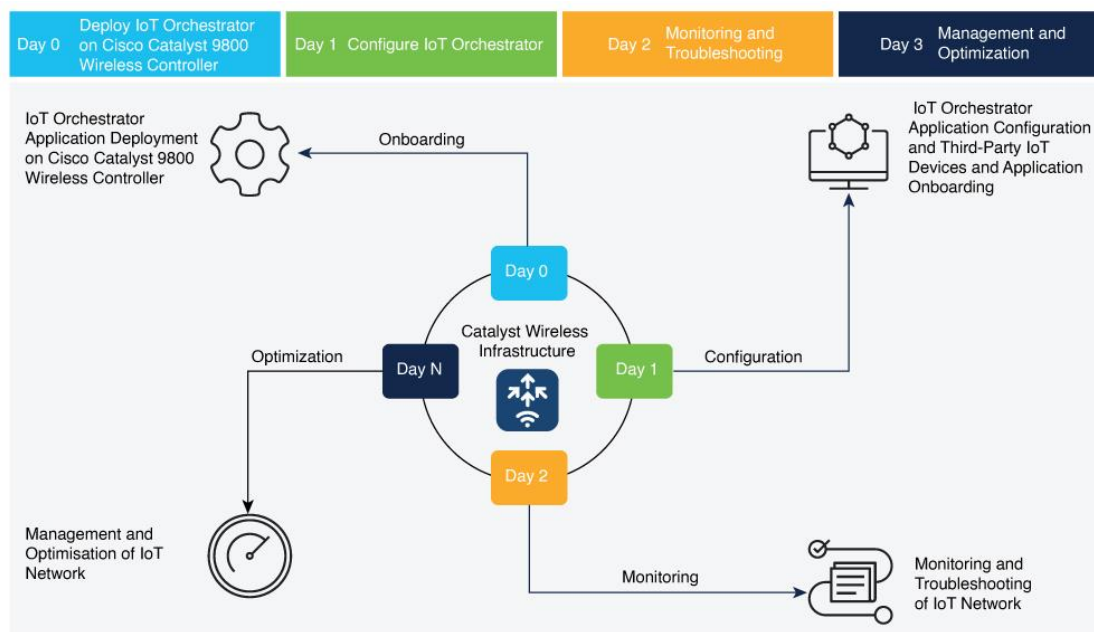 Day 0
Deploy IoT Orchestrator
on Cisco Catalyst 9800
Wireless Controller
Day 1 Configure IoT Orchestrator
Day 2
Monitoring and
Troubleshooting
Day 3
Management and
Optimization
IoT Orchestrator
Application Deployment
on Cisco Catalyst 9800
Wireless Controller
Onboarding
IoT Orchestrator
Application Configuration
and Third-Party IoT
Devices and Application
Onboarding
Day 0
Catalyst Wireless
Infrastructure
Optimization
Day N
Day 1
Configuration
Day 2
Management and
Optimisation of IoT
Network
Monitoring
Monitoring and
Troubleshooting
of IoT Network